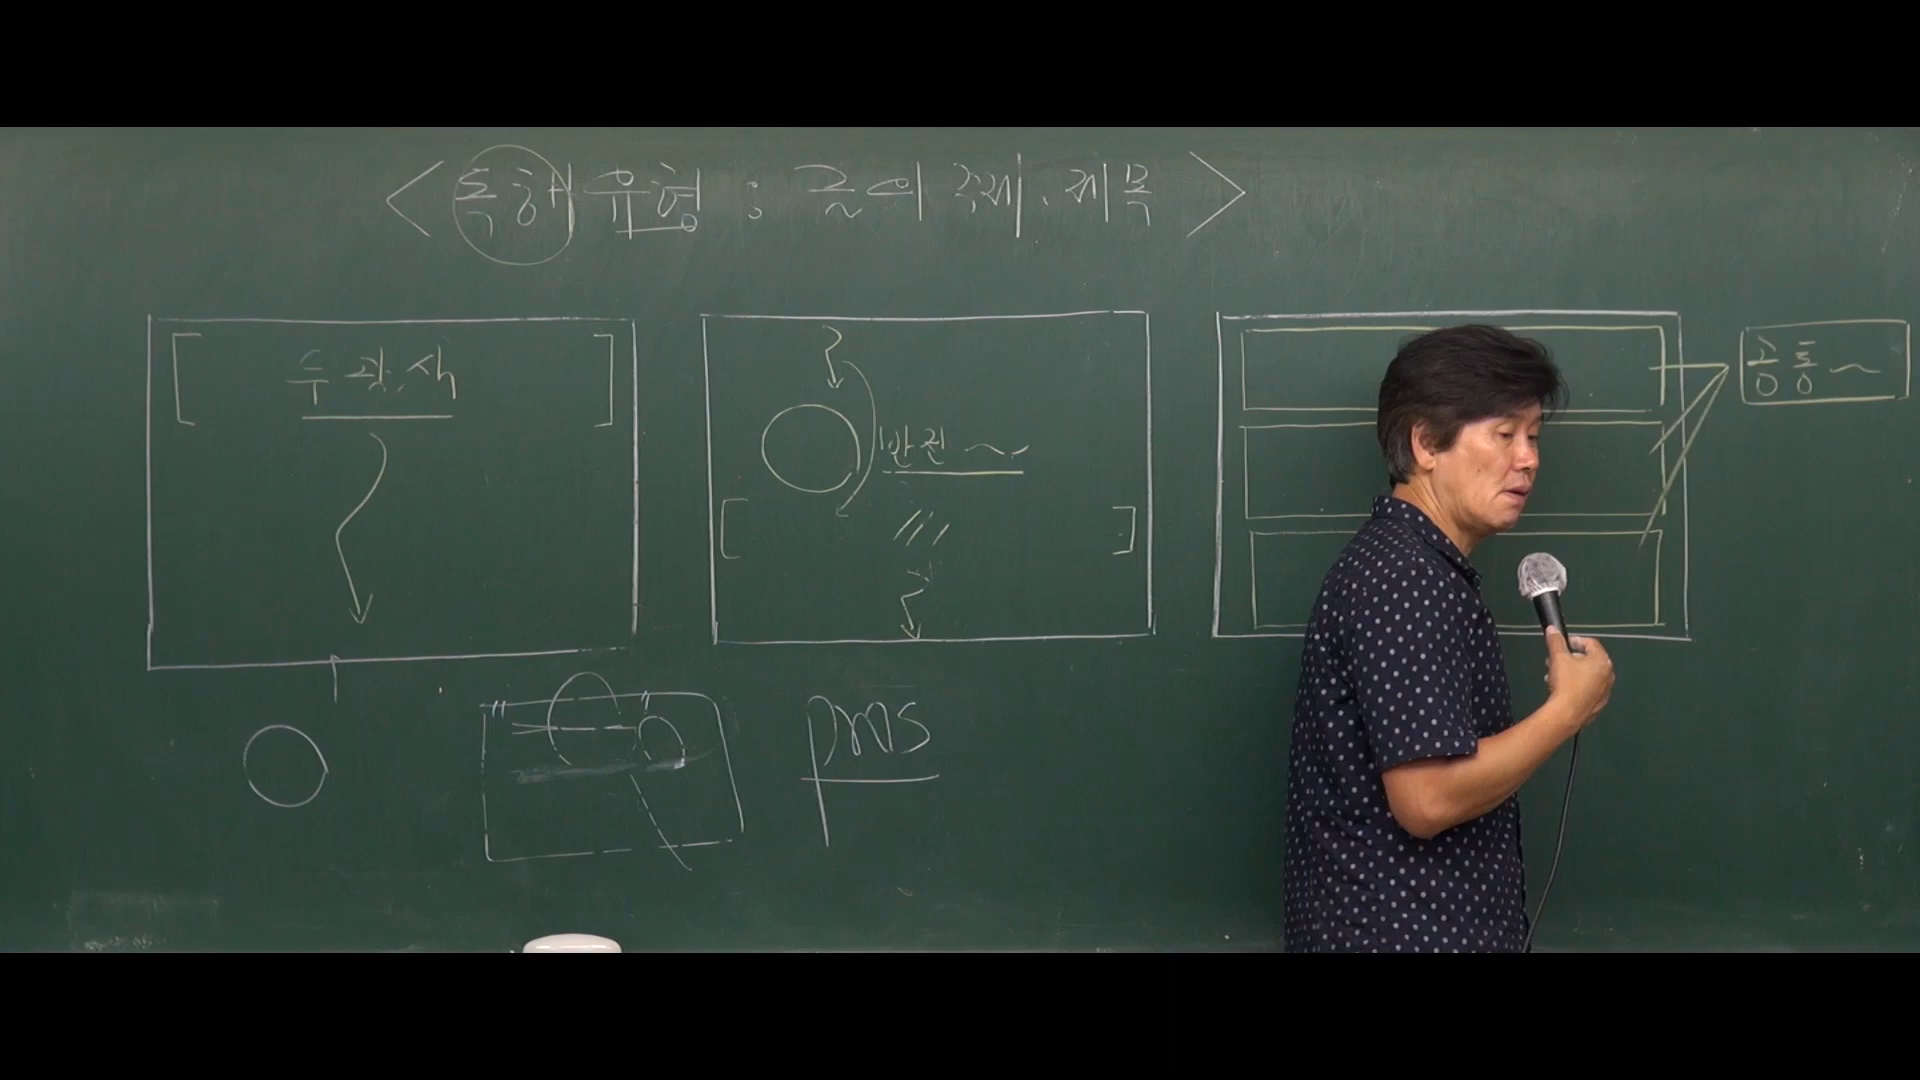 < 독해 유형 : 글의 주제, 제목 >
두괄식
반전 ~
공통 ~
pms